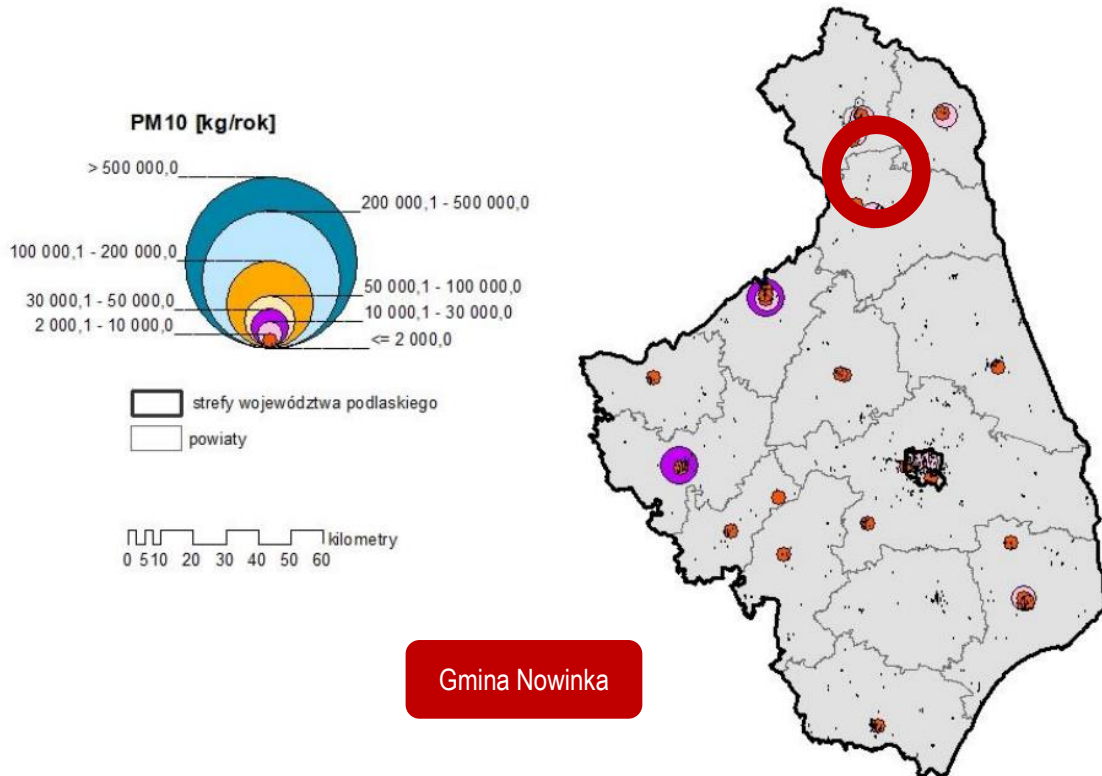 PM10 [kg/rok]
> 500 000,0
200 000,1 - 500 000,0
100 000,1 - 200 000,0
50 000,1 - 100 000,0
30 000,1 - 50 000,0
10 000,1 - 30 000,0
2 000,1 - 10 000,0
<= 2 000,0
strefy województwa podlaskiego
powiaty
kilometry
0 5 10 20 30 40 50 60
Gmina Nowinka